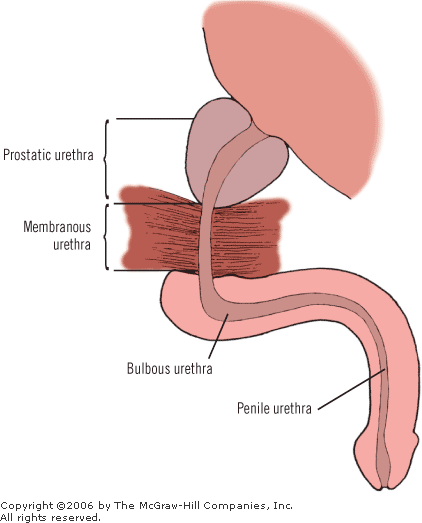 Prostatic urethra
Membranous
urethra
Bulbous urethra
Penile urethra
Copyright ©2006 by The McGraw-Hill Companies, Inc.
All rights reserved.